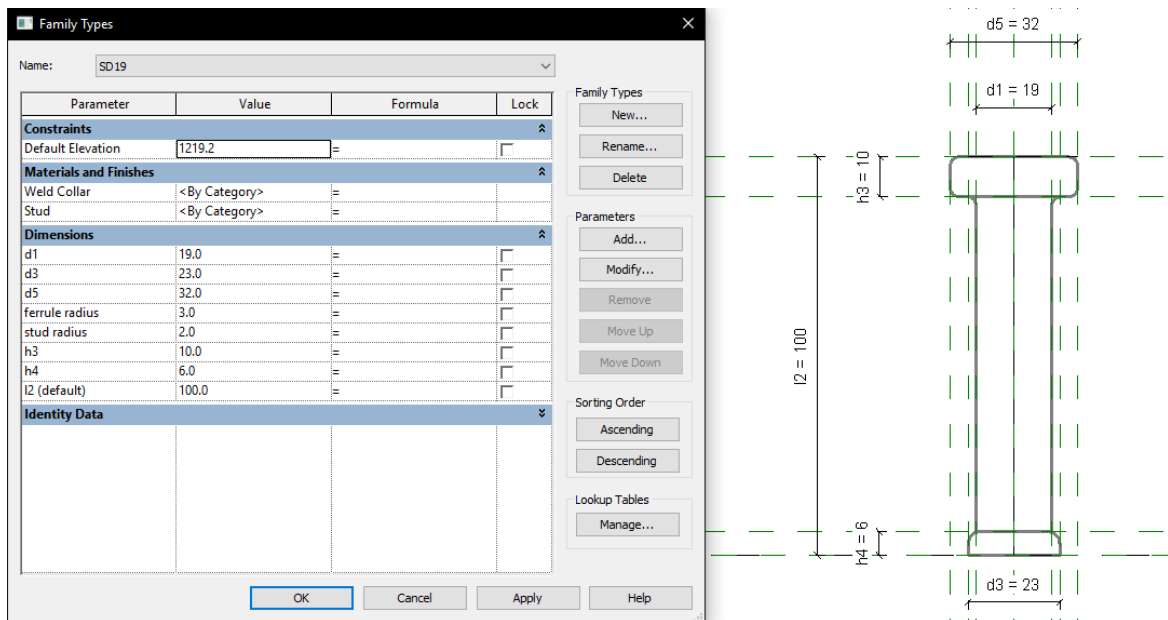 Family Types
Name: SD19
Parameter Value Formula Lock
Constraints
Default Elevation 1219.2 =
Materials and Finishes
Weld Collar <By Category> =
Stud <By Category> =
Dimensions
d1 19.0 =
d3 23.0 =
d5 32.0 =
ferrule radius 3.0 =
stud radius 2.0 =
h3 10.0 =
h4 6.0 =
l2 (default) 100.0 =
Identity Data
Family Types
New...
Rename...
Delete
Parameters
Add...
Modify...
Remove
Move Up
Move Down
Sorting Order
Ascending
Descending
Lookup Tables
Manage...
OK Cancel Apply Help
d5 = 32
d1 = 19
h3 = 10
l2 = 100
h4 = 6
d3 = 23